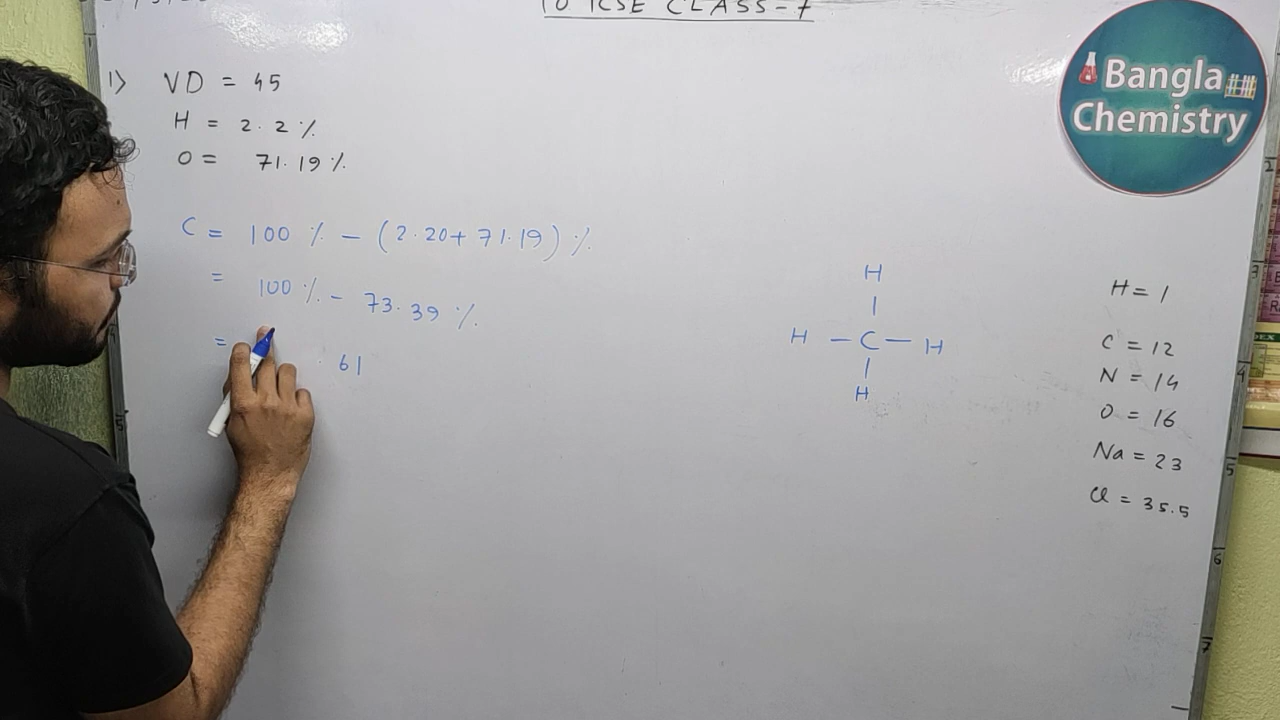 10 ICSE CLASS-7
Bangla
Chemistry
1) VD = 45
H = 2.2 %
O = 71.19 %
C = 100 % - (2.20+ 71.19) %
= 100 % - 73.39 %
= .61
H
|
H - C - H
|
H
H = 1
C = 12
N = 14
O = 16
Na = 23
Cl = 35.5